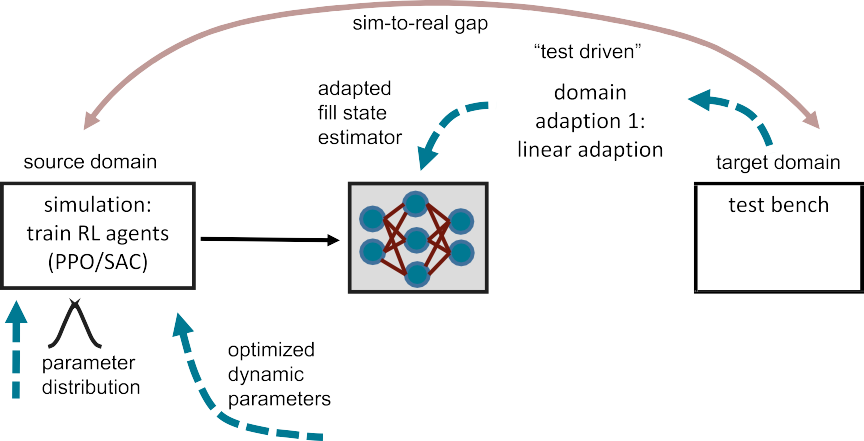 sim-to-real gap
“test driven”
adapted
fill state
estimator
domain
adaption 1:
linear adaption
source domain
target domain
simulation:
train RL agents
(PPO/SAC)
test bench
parameter
distribution
optimized
dynamic
parameters